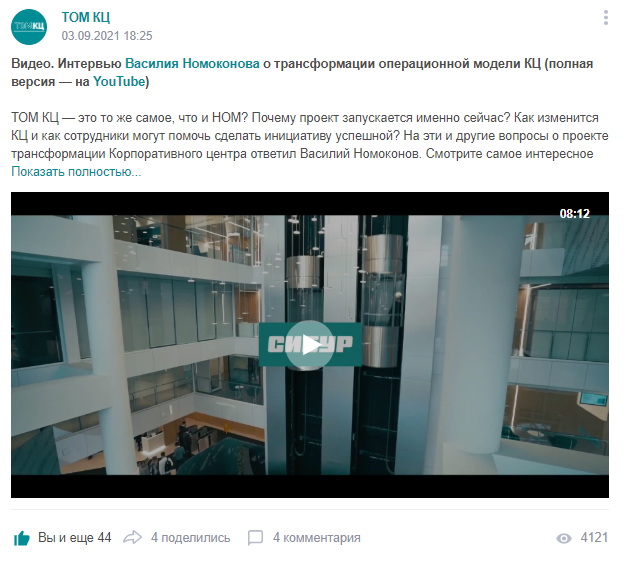 ТОМКЦ
ТОМ КЦ
03.09.2021 18:25
Видео. Интервью Василия Номоконова о трансформации операционной модели КЦ (полная
версия — на YouTube)
ТОМ КЦ — это то же самое, что и НОМ? Почему проект запускается именно сейчас? Как изменится
КЦ и как сотрудники могут помочь сделать инициативу успешной? На эти и другие вопросы о проекте
трансформации Корпоративного центра ответил Василий Номоконов. Смотрите самое интересное
Показать полностью...
08:12
СИБУР
Вы и еще 44
4 поделились
4 комментария
4121